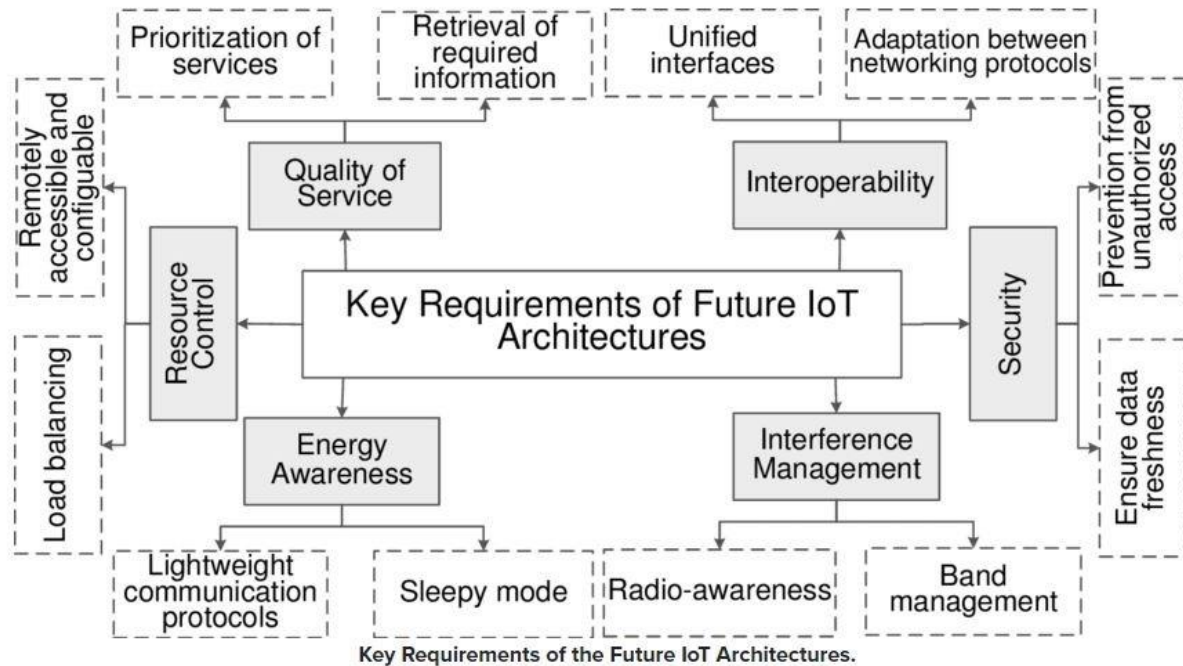 Prioritization of
services
Retrieval of
required
information
Unified
interfaces
Adaptation between
networking protocols
Remotely
accessible and
configuable
Quality of
Service
Interoperability
Prevention from
unauthorized
access
Resource
Control
Key Requirements of Future IoT
Architectures
Security
Load balancing
Energy
Awareness
Interference
Management
Ensure data
freshness
Lightweight
communication
protocols
Sleepy mode
Radio-awareness
Band
management
Key Requirements of the Future IoT Architectures.